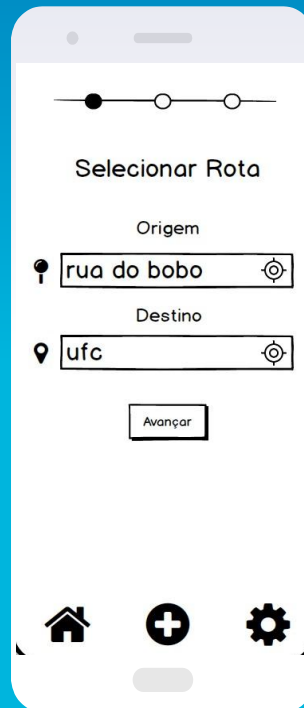 Selecionar Rota
Origem
rua do bobo
Destino
ufc
Avançar